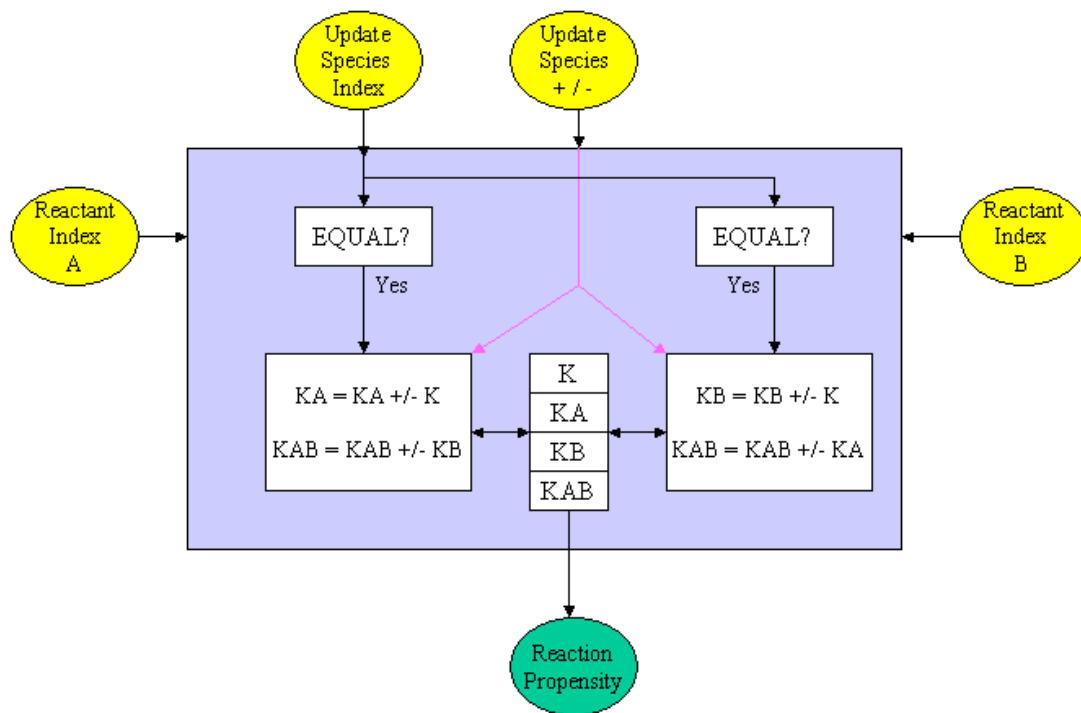 Update
Species
Index
Update
Species
+ / -
Reactant
Index
A
EQUAL?
Yes
EQUAL?
Yes
Reactant
Index
B
KA = KA +/- K
KAB = KAB +/- KB
K
KA
KB
KAB
KB = KB +/- K
KAB = KAB +/- KA
Reaction
Propensity